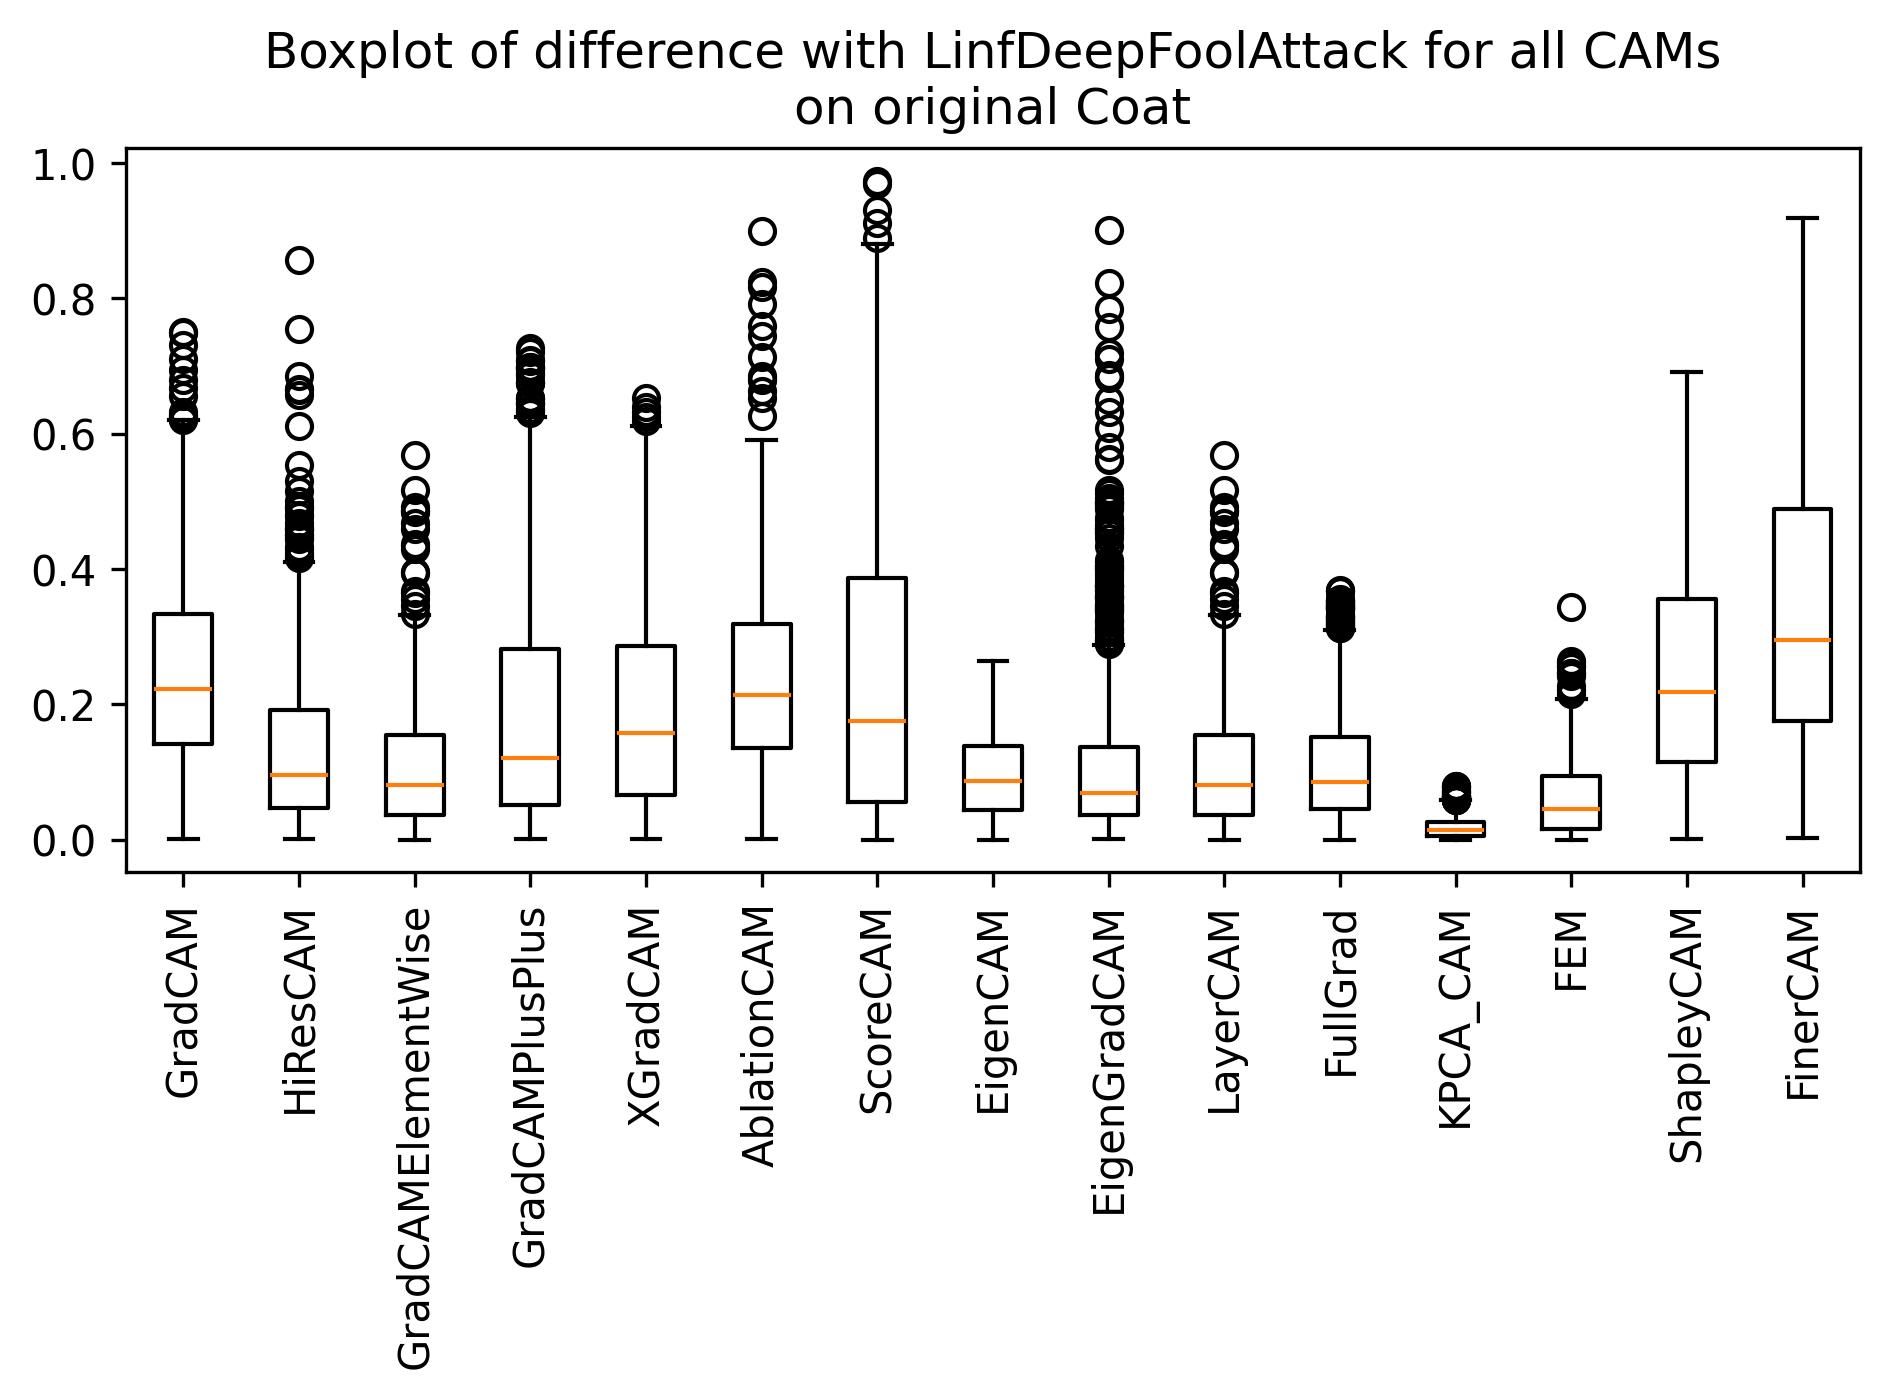 Boxplot of difference with LinfDeepFoolAttack for all CAMs
on original Coat
1.0
0.8
0.6
0.4
0.2
0.0
GradCAM
HiResCAM
GradCAMElementWise
GradCAMPlusPlus
XGradCAM
AblationCAM
ScoreCAM
EigenCAM
EigenGradCAM
LayerCAM
FullGrad
KPCA_CAM
FEM
ShapleyCAM
FinerCAM